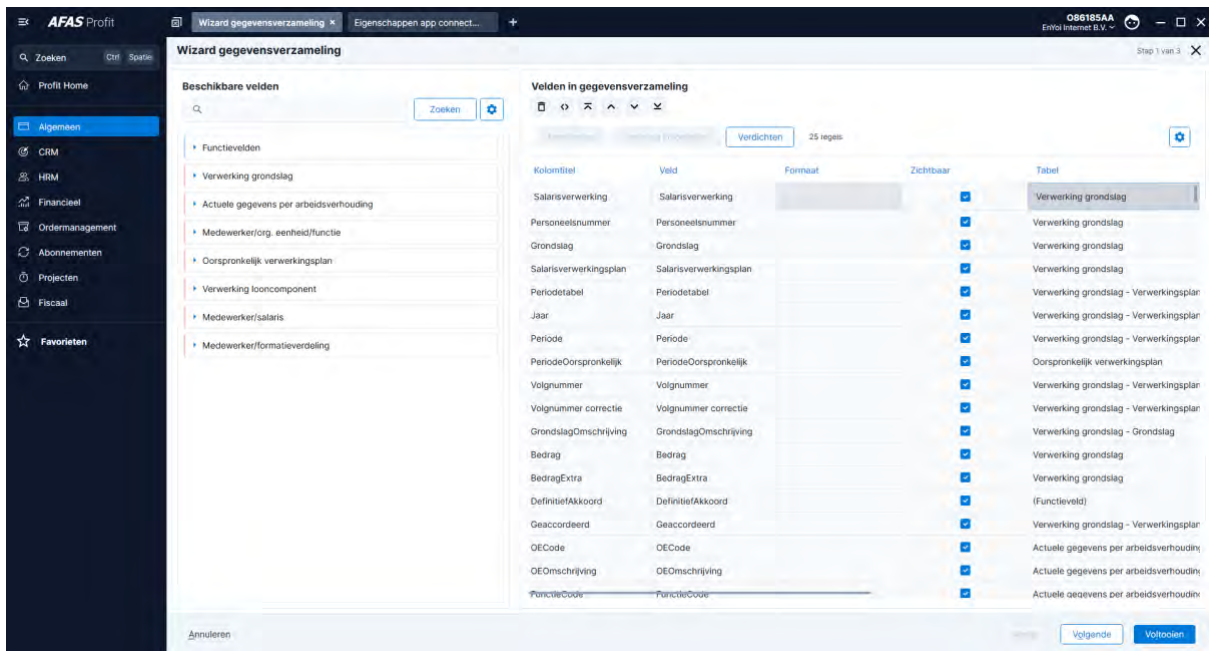 AFAS Profit
Wizard gegevensverzameling ×
Eigenschappen app connect...
+
O86185AA
EnYoi Internet B.V.
Zoeken Ctrl Spatie
Profit Home
Algemeen
CRM
HRM
Financieel
Ordermanagement
Abonnementen
Projecten
Fiscaal
Favorieten
Wizard gegevensverzameling
Stap 1 van 3
Beschikbare velden
Zoeken
Functievelden
Verwerking grondslag
Actuele gegevens per arbeidsverhouding
Medewerker/org. eenheid/functie
Oorspronkelijk verwerkingsplan
Verwerking looncomponent
Medewerker/salaris
Medewerker/formatieverdeling
Velden in gegevensverzameling
Verdichten 25 regels
Kolomtitel Veld Formaat Zichtbaar Tabel
Salarisverwerking Salarisverwerking Verwerking grondslag
Personeelsnummer Personeelsnummer Verwerking grondslag
Grondslag Grondslag Verwerking grondslag
Salarisverwerkingsplan Salarisverwerkingsplan Verwerking grondslag
Periodetabel Periodetabel Verwerking grondslag - Verwerkingsplan
Jaar Jaar Verwerking grondslag - Verwerkingsplan
Periode Periode Verwerking grondslag - Verwerkingsplan
PeriodeOorspronkelijk PeriodeOorspronkelijk Oorspronkelijk verwerkingsplan
Volgnummer Volgnummer Verwerking grondslag - Verwerkingsplan
Volgnummer correctie Volgnummer correctie Verwerking grondslag - Verwerkingsplan
GrondslagOmschrijving GrondslagOmschrijving Verwerking grondslag - Grondslag
Bedrag Bedrag Verwerking grondslag
BedragExtra BedragExtra Verwerking grondslag
DefinitiefAkkoord DefinitiefAkkoord (Functieveld)
Geaccordeerd Geaccordeerd Verwerking grondslag - Verwerkingsplan
OECode OECode Actuele gegevens per arbeidsverhouding
OEOmschrijving OEOmschrijving Actuele gegevens per arbeidsverhouding
FunctieCode FunctieCode Actuele gegevens per arbeidsverhouding
Annuleren
Volgende
Voltooien